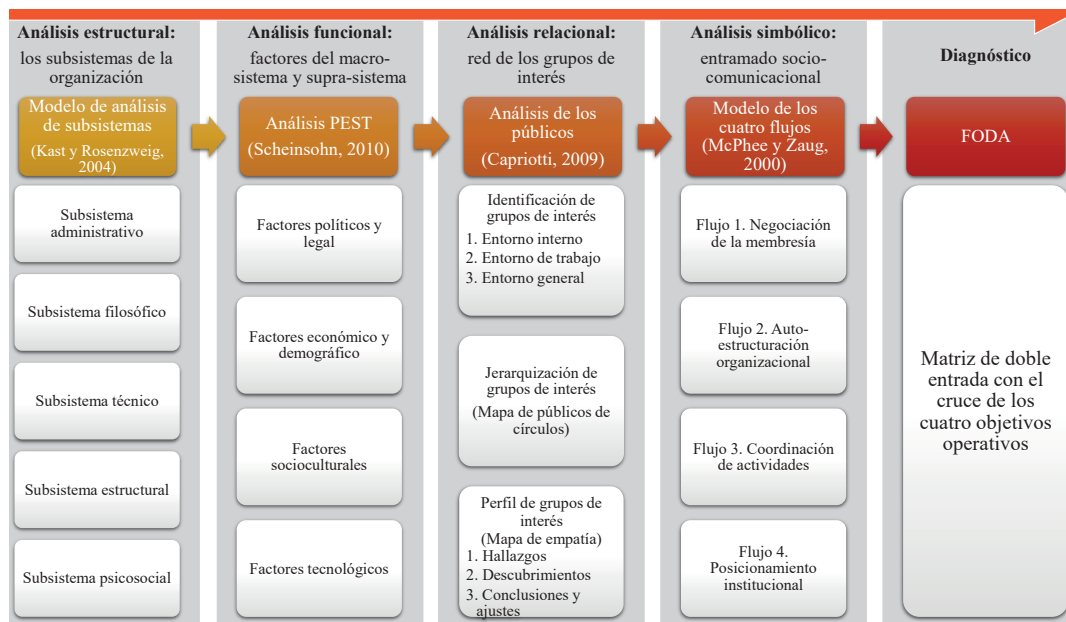 Análisis estructural:
los subsistemas de la
organización
Modelo de análisis
de subsistemas
(Kast y Rosenzweig,
2004)
Subsistema
administrativo
Subsistema filosófico
Subsistema técnico
Subsistema estructural
Subsistema psicosocial
Análisis funcional:
factores del macro-
sistema y supra-sistema
Análisis PEST
(Scheinsohn, 2010)
Factores políticos y
legal
Factores económico y
demográfico
Factores
socioculturales
Factores tecnológicos
Análisis relacional:
red de los grupos de
interés
Análisis de los
públicos
(Capriotti, 2009)
Identificación de
grupos de interés
1. Entorno interno
2. Entorno de trabajo
3. Entorno general
Jerarquización de
grupos de interés
(Mapa de públicos de
círculos)
Perfil de grupos de
interés
(Mapa de empatía)
1. Hallazgos
2. Descubrimientos
3. Conclusiones y
ajustes
Análisis simbólico:
entramado socio-
comunicacional
Modelo de los
cuatro flujos
(McPhee y Zaug,
2000)
Flujo 1. Negociación
de la membresía
Flujo 2. Auto-
estructuración
organizacional
Flujo 3. Coordinación
de actividades
Flujo 4.
Posicionamiento
institucional
Diagnóstico
FODA
Matriz de doble
entrada con el
cruce de los
cuatro objetivos
operativos